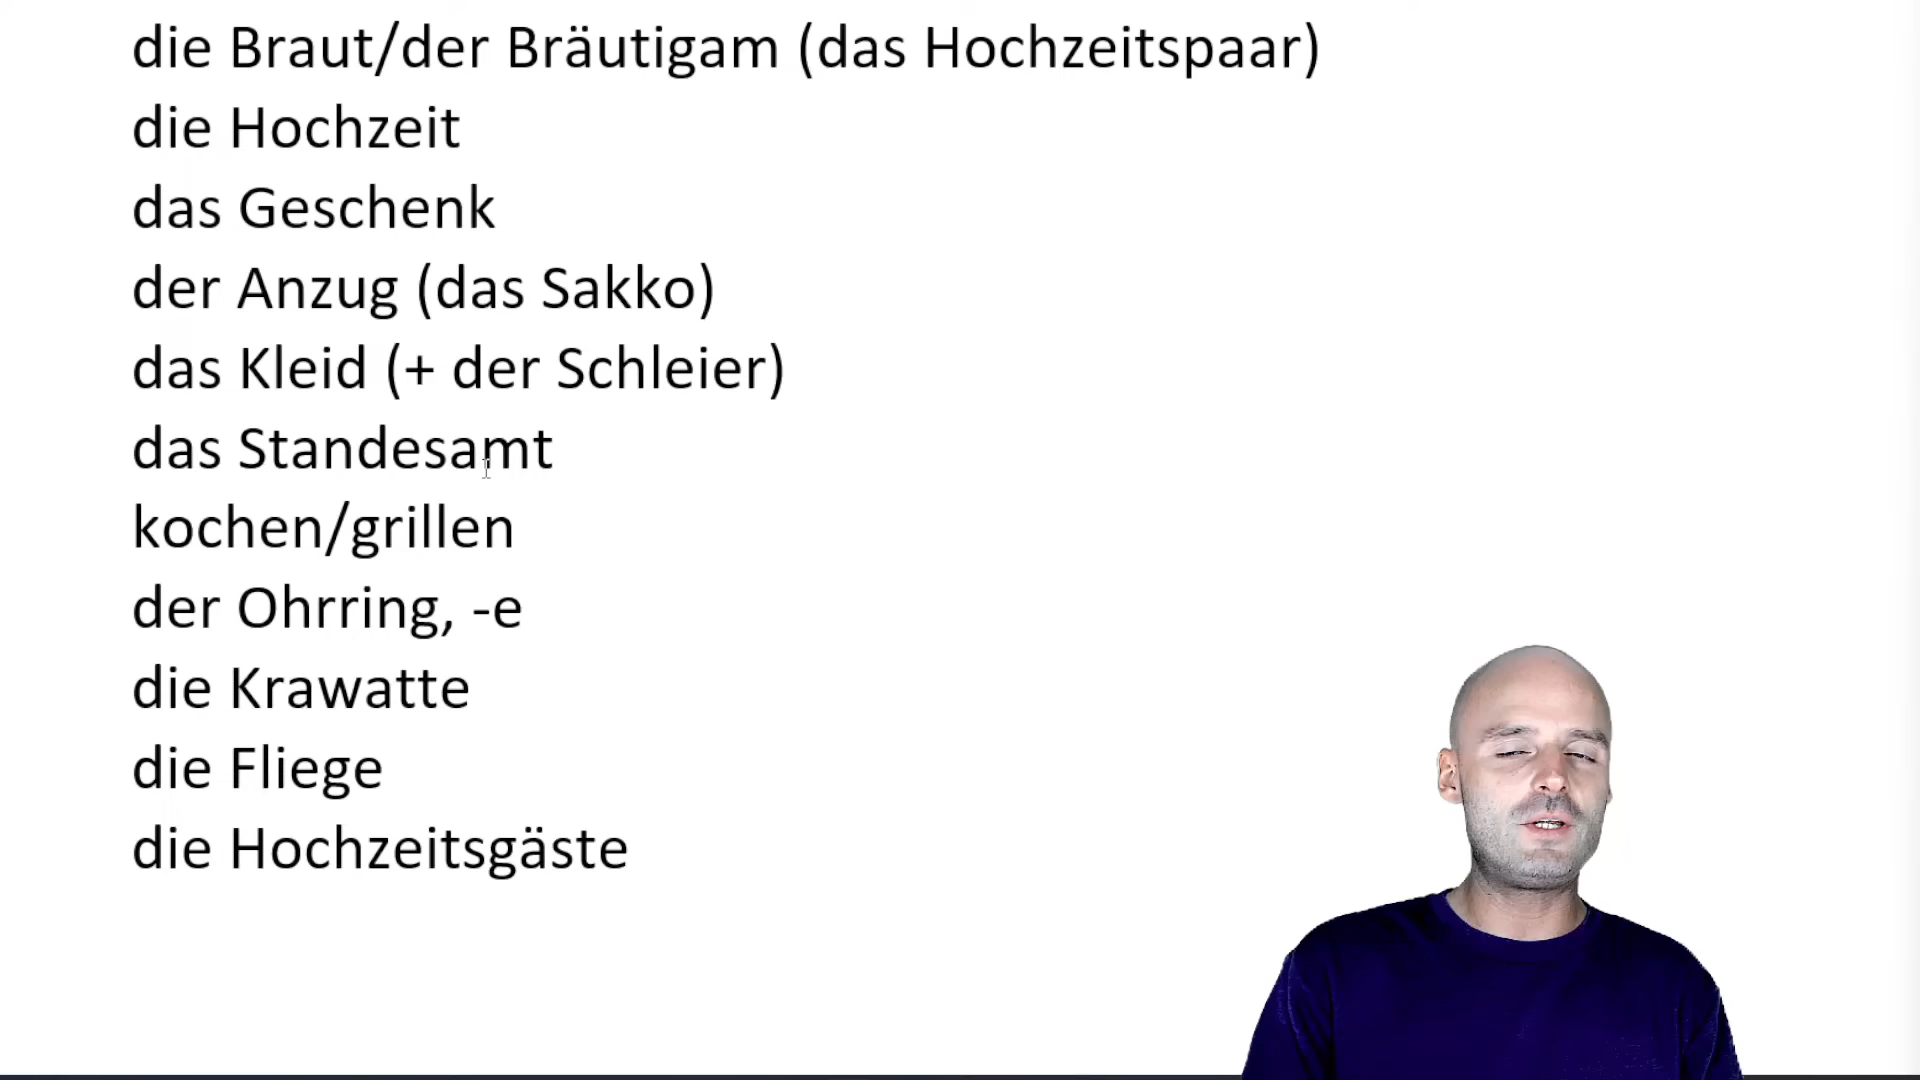 die Braut/der Bräutigam (das Hochzeitspaar)
die Hochzeit
das Geschenk
der Anzug (das Sakko)
das Kleid (+ der Schleier)
das Standesamt
kochen/grillen
der Ohrring, -e
die Krawatte
die Fliege
die Hochzeitsgäste